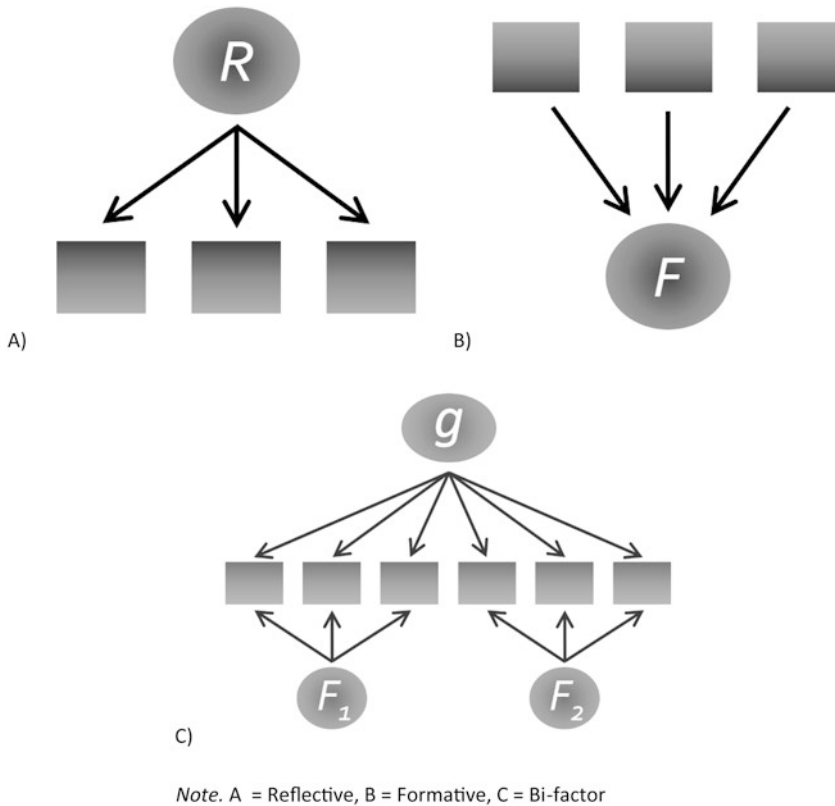 R
F
A)
B)
g
F1
F2
C)
Note. A = Reflective, B = Formative, C = Bi-factor